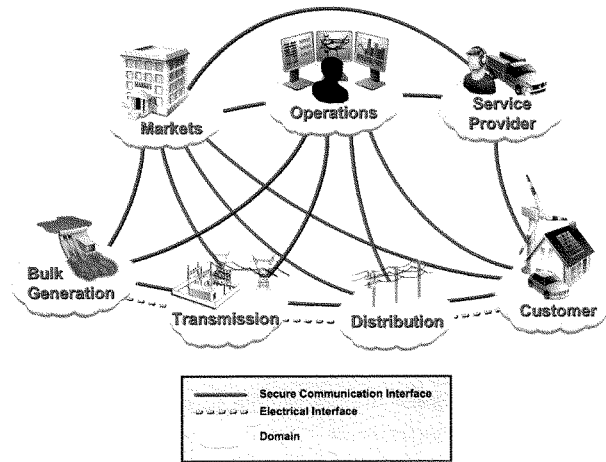 Markets
Operations
Service
Provider
Bulk
Generation
Transmission
Distribution
Customer
Secure Communication Interface
Electrical Interface
Domain